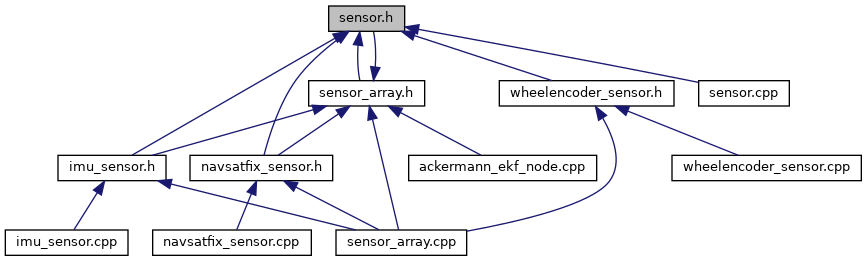 sensor.h
sensor_array.h
wheelencoder_sensor.h
sensor.cpp
imu_sensor.h
navsatfix_sensor.h
ackermann_ekf_node.cpp
wheelencoder_sensor.cpp
imu_sensor.cpp
navsatfix_sensor.cpp
sensor_array.cpp